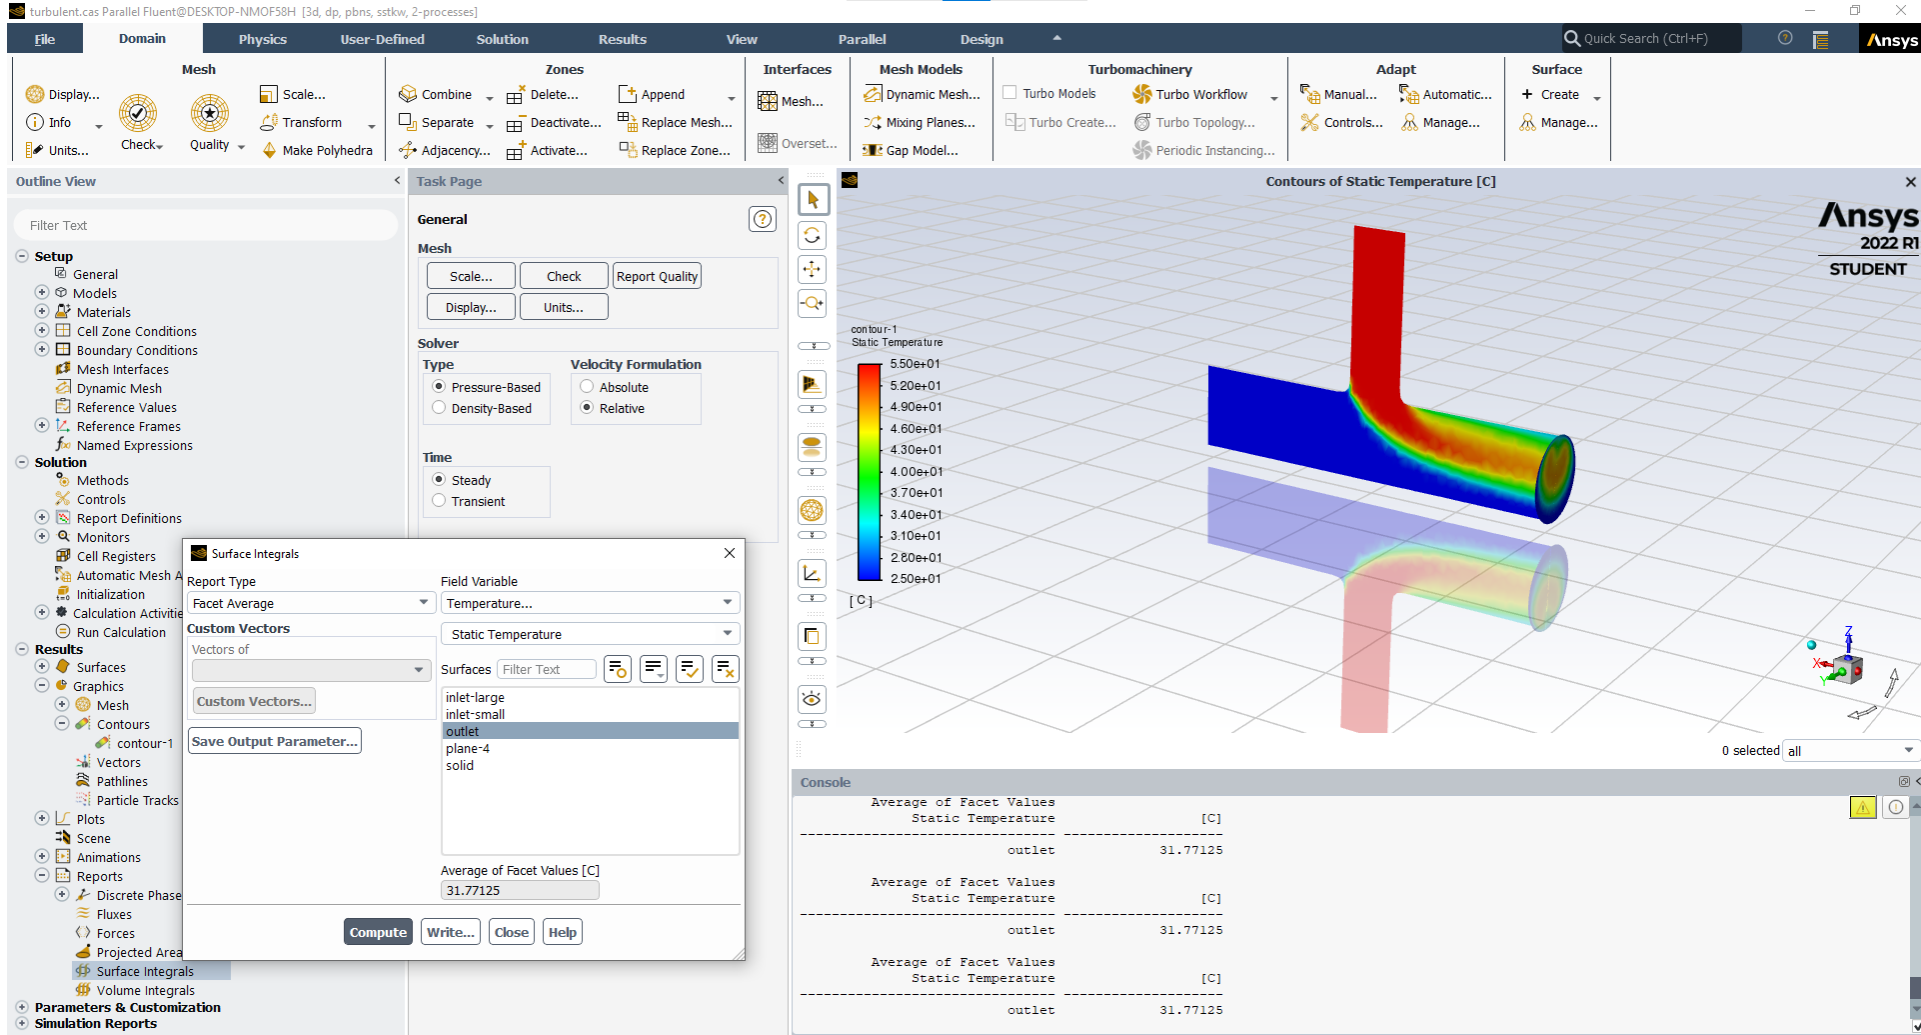 turbulent.cas Parallel Fluent@DESKTOP-NMOF58H [3d, dp, pbns, sstkw, 2-processes]
File Domain Physics User-Defined Solution Results View Parallel Design Quick Search (Ctrl+F) Ansys
Mesh
Display... Scale...
Info Transform
Units... Check Quality Make Polyhedra
Zones
Combine Delete... Append
Separate Deactivate... Replace Mesh...
Adjacency... Activate... Replace Zone...
Interfaces
Mesh...
Overset...
Mesh Models
Dynamic Mesh...
Mixing Planes...
Gap Model...
Turbomachinery
Turbo Models Turbo Workflow
Turbo Create... Turbo Topology...
Periodic Instancing...
Adapt
Manual... Automatic...
Controls... Manage...
Surface
+ Create
Manage...
Outline View
Filter Text
Setup
General
Models
Materials
Cell Zone Conditions
Boundary Conditions
Mesh Interfaces
Dynamic Mesh
Reference Values
Reference Frames
Named Expressions
Solution
Methods
Controls
Report Definitions
Monitors
Cell Registers
Automatic Mesh A
Initialization
Calculation Activitie
Run Calculation
Results
Surfaces
Graphics
Mesh
Contours
contour-1
Vectors
Pathlines
Particle Tracks
Plots
Scene
Animations
Reports
Discrete Phase
Fluxes
Forces
Projected Area
Surface Integrals
Volume Integrals
Parameters & Customization
Simulation Reports
Task Page
General
Mesh
Scale... Check Report Quality
Display... Units...
Solver
Type Velocity Formulation
Pressure-Based Absolute
Density-Based Relative
Time
Steady
Transient
Surface Integrals
Report Type Field Variable
Facet Average Temperature...
Custom Vectors Static Temperature
Vectors of
Surfaces Filter Text
Custom Vectors...
Save Output Parameter...
inlet-large
inlet-small
outlet
plane-4
solid
Average of Facet Values [C]
31.77125
Compute Write... Close Help
Contours of Static Temperature [C]
Ansys
2022 R1
STUDENT
contour-1
Static Temperature
5.50e+01
5.20e+01
4.90e+01
4.60e+01
4.30e+01
4.00e+01
3.70e+01
3.40e+01
3.10e+01
2.80e+01
2.50e+01
[ C ]
Z
X
Y
0 selected all
Console
Average of Facet Values
Static Temperature [C]
-------------------------------- --------------------
outlet 31.77125
Average of Facet Values
Static Temperature [C]
-------------------------------- --------------------
outlet 31.77125
Average of Facet Values
Static Temperature [C]
-------------------------------- --------------------
outlet 31.77125